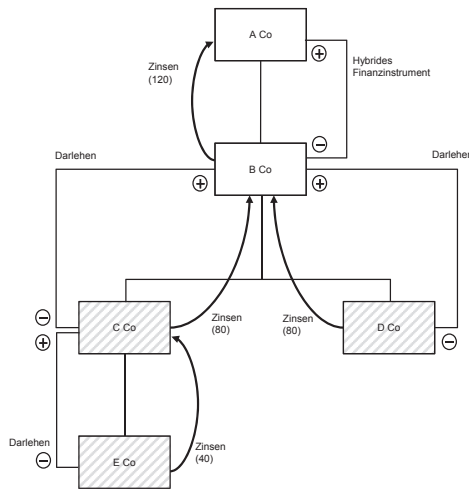 A Co
Zinsen
(120)
+
Hybrides
Finanzinstrument
−
Darlehen
B Co
Darlehen
+
+
−
+
C Co
Zinsen
(80)
Zinsen
(80)
D Co
−
Darlehen
−
Zinsen
(40)
E Co